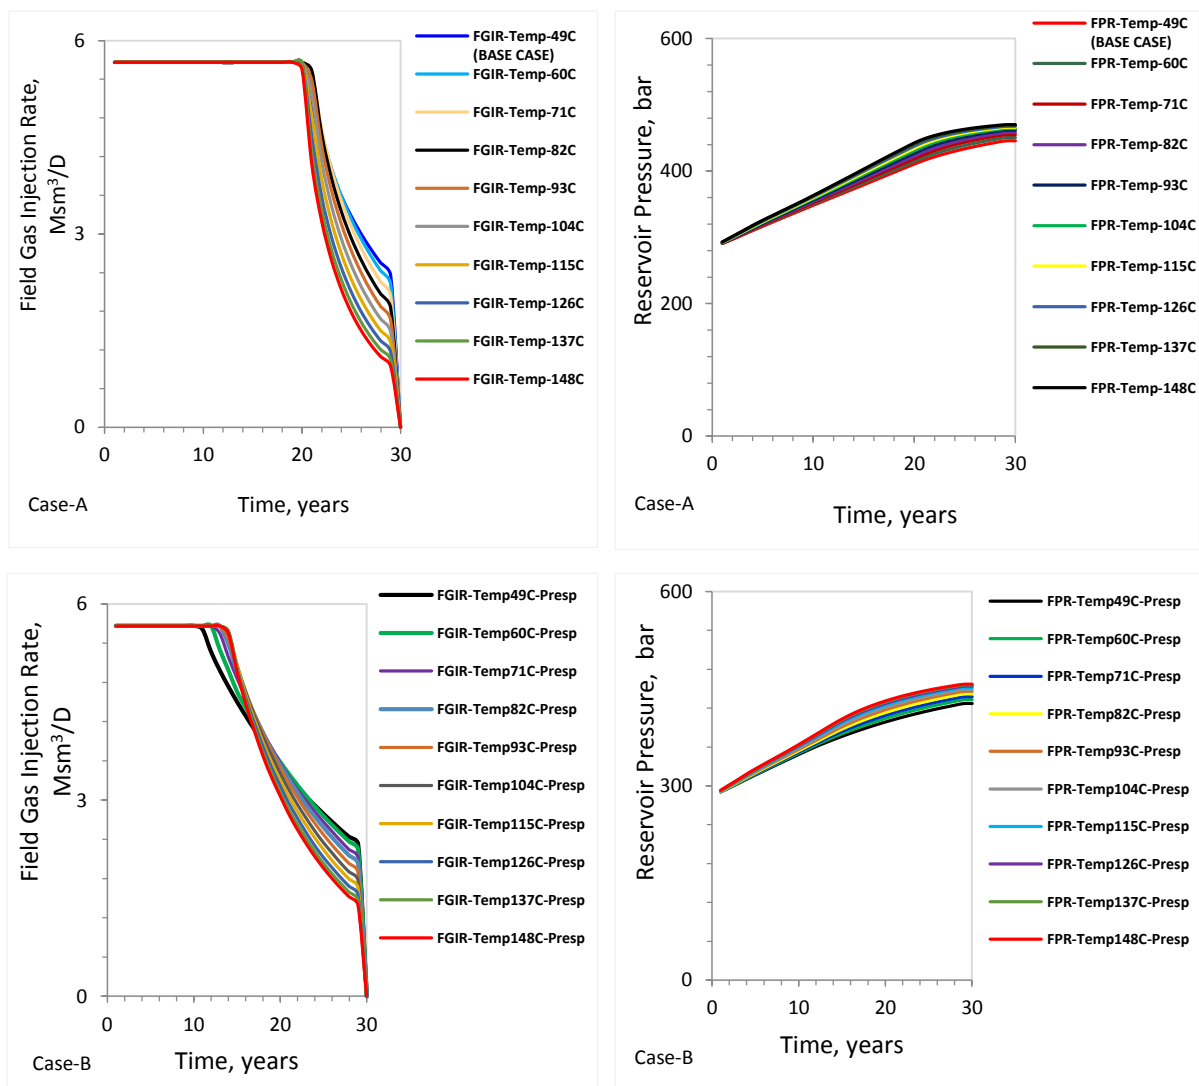 Field Gas Injection Rate,
Msm³/D
6
3
0
0
10
20
30
Case-A
Time, years
FGIR-Temp-49C
(BASE CASE)
FGIR-Temp-60C
FGIR-Temp-71C
FGIR-Temp-82C
FGIR-Temp-93C
FGIR-Temp-104C
FGIR-Temp-115C
FGIR-Temp-126C
FGIR-Temp-137C
FGIR-Temp-148C
Reservoir Pressure, bar
600
400
200
0
0
10
20
30
Case-A
Time, years
FPR-Temp-49C
(BASE CASE)
FPR-Temp-60C
FPR-Temp-71C
FPR-Temp-82C
FPR-Temp-93C
FPR-Temp-104C
FPR-Temp-115C
FPR-Temp-126C
FPR-Temp-137C
FPR-Temp-148C
Field Gas Injection Rate,
Msm³/D
6
3
0
0
10
20
30
Case-B
Time, years
FGIR-Temp49C-Presp
FGIR-Temp60C-Presp
FGIR-Temp71C-Presp
FGIR-Temp82C-Presp
FGIR-Temp93C-Presp
FGIR-Temp104C-Presp
FGIR-Temp115C-Presp
FGIR-Temp126C-Presp
FGIR-Temp137C-Presp
FGIR-Temp148C-Presp
Reservoir Pressure, bar
600
300
0
0
10
20
30
Case-B
Time, years
FPR-Temp49C-Presp
FPR-Temp60C-Presp
FPR-Temp71C-Presp
FPR-Temp82C-Presp
FPR-Temp93C-Presp
FPR-Temp104C-Presp
FPR-Temp115C-Presp
FPR-Temp126C-Presp
FPR-Temp137C-Presp
FPR-Temp148C-Presp